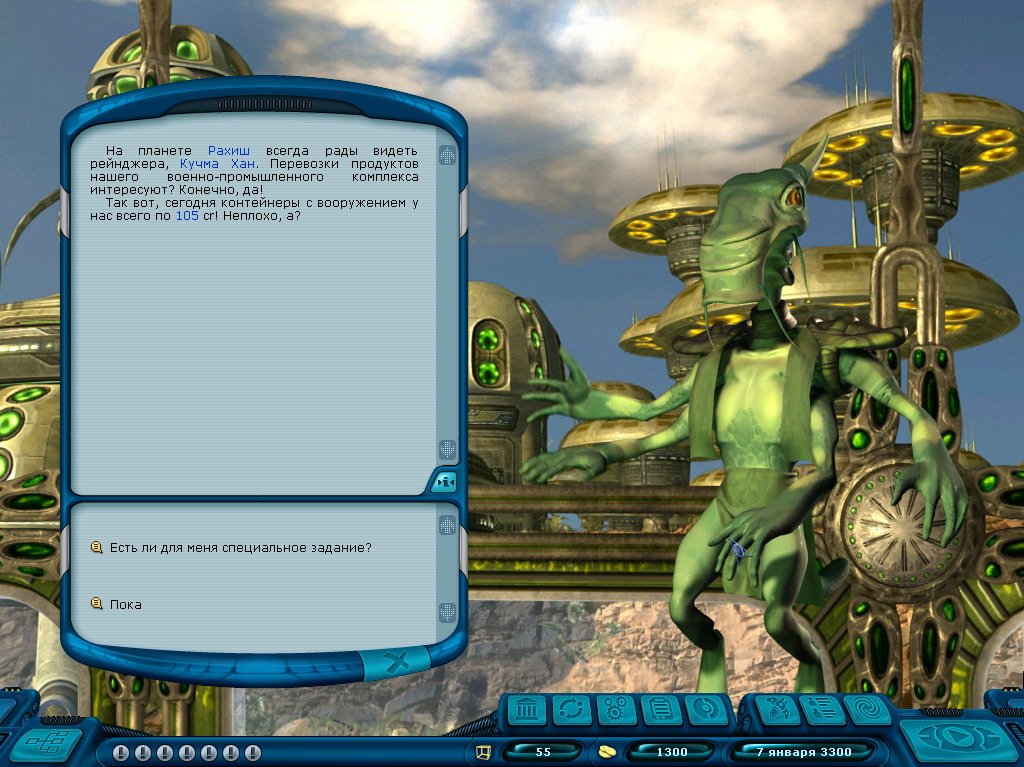 На планете Рахиш всегда рады видеть
рейнджера, Кучма Хан. Перевозки продуктов
нашего военно-промышленного комплекса
интересуют? Конечно, да!
Так вот, сегодня контейнеры с вооружением у
нас всего по 105 cr! Неплохо, а?
Есть ли для меня специальное задание?
Пока
55
1300
7 января 3300